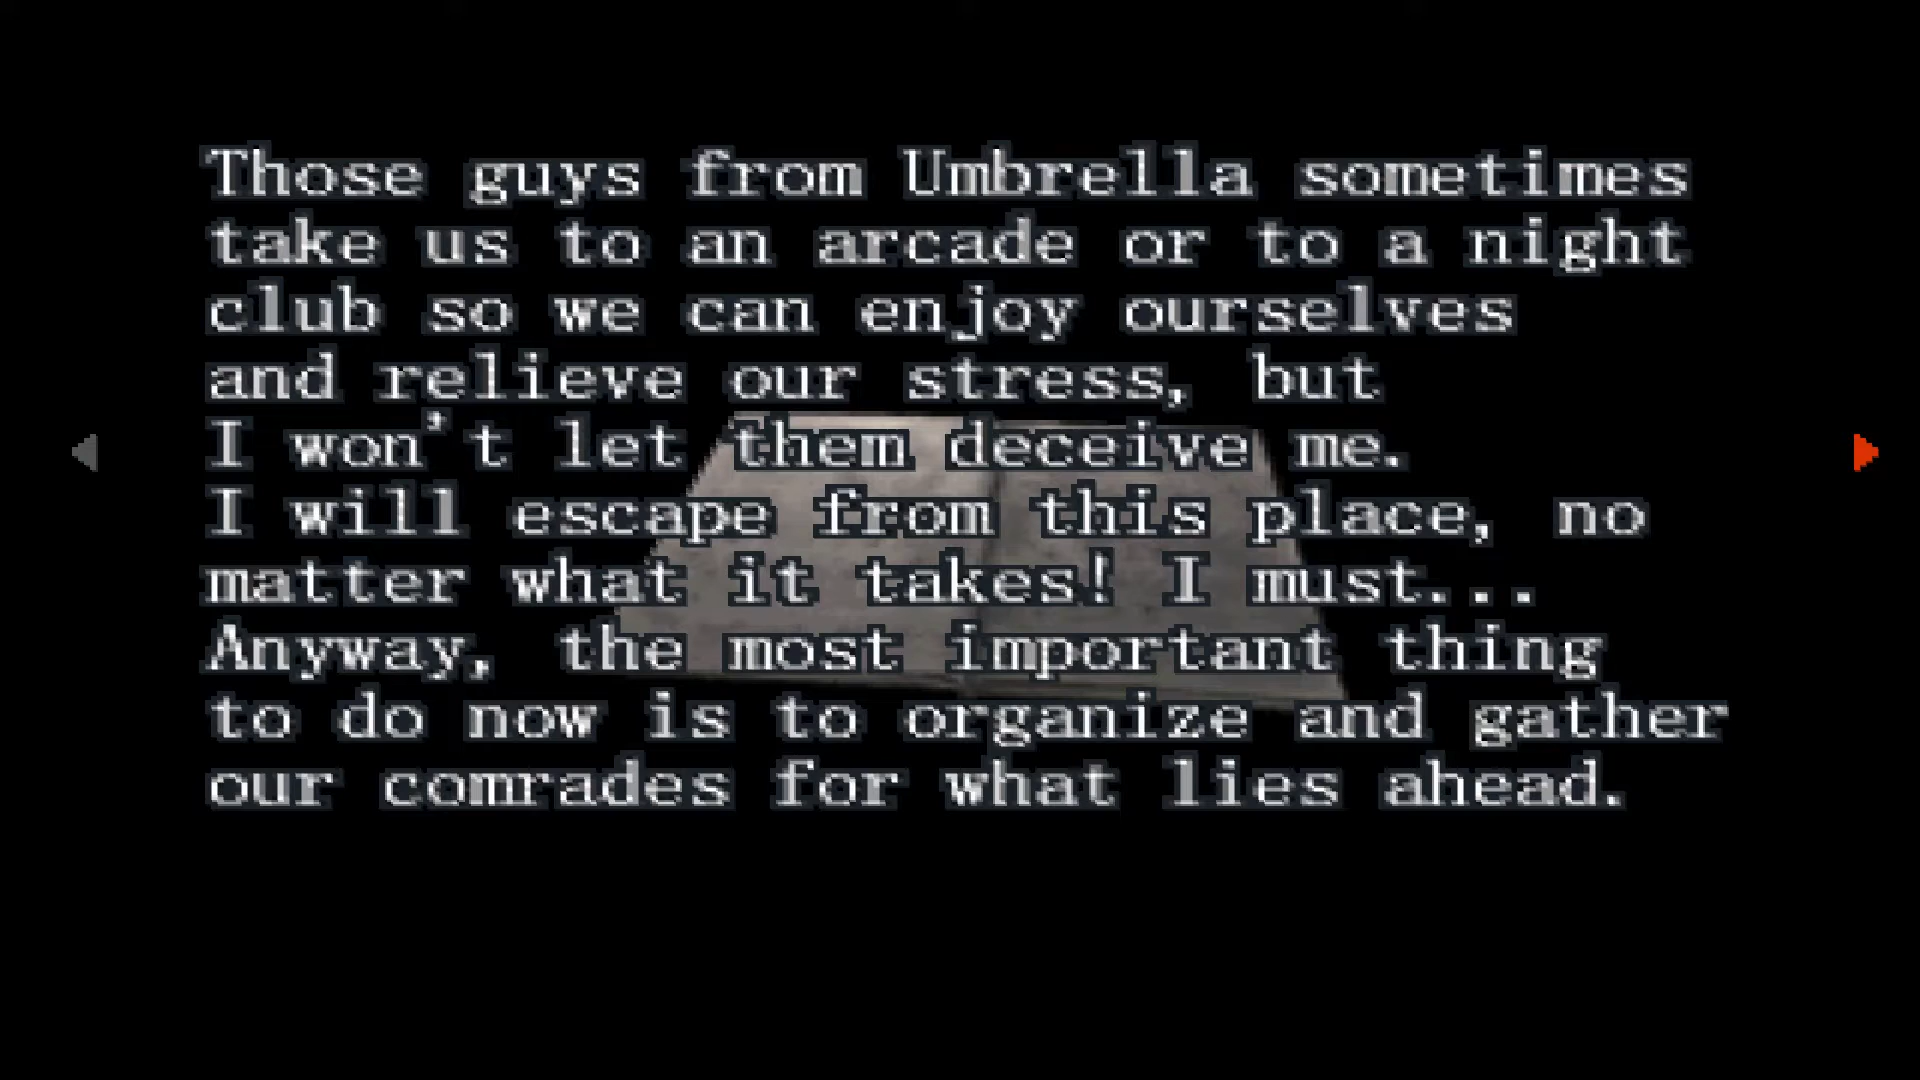 Those guys from Umbrella sometimes
take us to an arcade or to a night
club so we can enjoy ourselves
and relieve our stress, but
I won't let them deceive me.
I will escape from this place, no
matter what it takes! I must...
Anyway, the most important thing
to do now is to organize and gather
our comrades for what lies ahead.